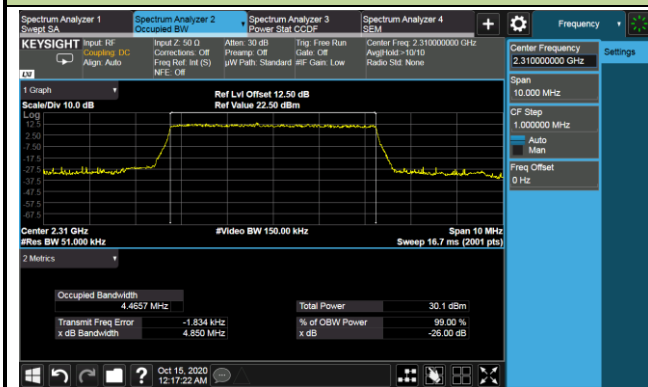 Spectrum Analyzer 1
Swept SA
Spectrum Analyzer 2
Occupied BW
Spectrum Analyzer 3
Power Stat CCDF
Spectrum Analyzer 4
SEM
+
Frequency
KEYSIGHT
Input: RF
Coupling: DC
Align: Auto
Input Z: 50 Ω
Corrections: Off
Freq Ref: Int (S)
NFE: Off
Atten: 30 dB
Preamp: Off
µW Path: Standard
Trig: Free Run
Gate: Off
#IF Gain: Low
Center Freq: 2.310000000 GHz
Avg|Hold:>10/10
Radio Std: None
LXI
Center Frequency
2.310000000 GHz
Settings
Span
10.000 MHz
CF Step
1.000000 MHz
Auto
Man
Freq Offset
0 Hz
1 Graph
Scale/Div 10.0 dB
Ref Lvl Offset 12.50 dB
Ref Value 22.50 dBm
Log
12.5
2.50
-7.50
-17.5
-27.5
-37.5
-47.5
-57.5
-67.5
Center 2.31 GHz
#Video BW 150.00 kHz
Span 10 MHz
#Res BW 51.000 kHz
Sweep 16.7 ms (2001 pts)
2 Metrics
Occupied Bandwidth
4.4657 MHz
Total Power 30.1 dBm
Transmit Freq Error -1.834 kHz
% of OBW Power 99.00 %
x dB Bandwidth 4.850 MHz
x dB -26.00 dB
?
Oct 15, 2020
12:17:22 AM